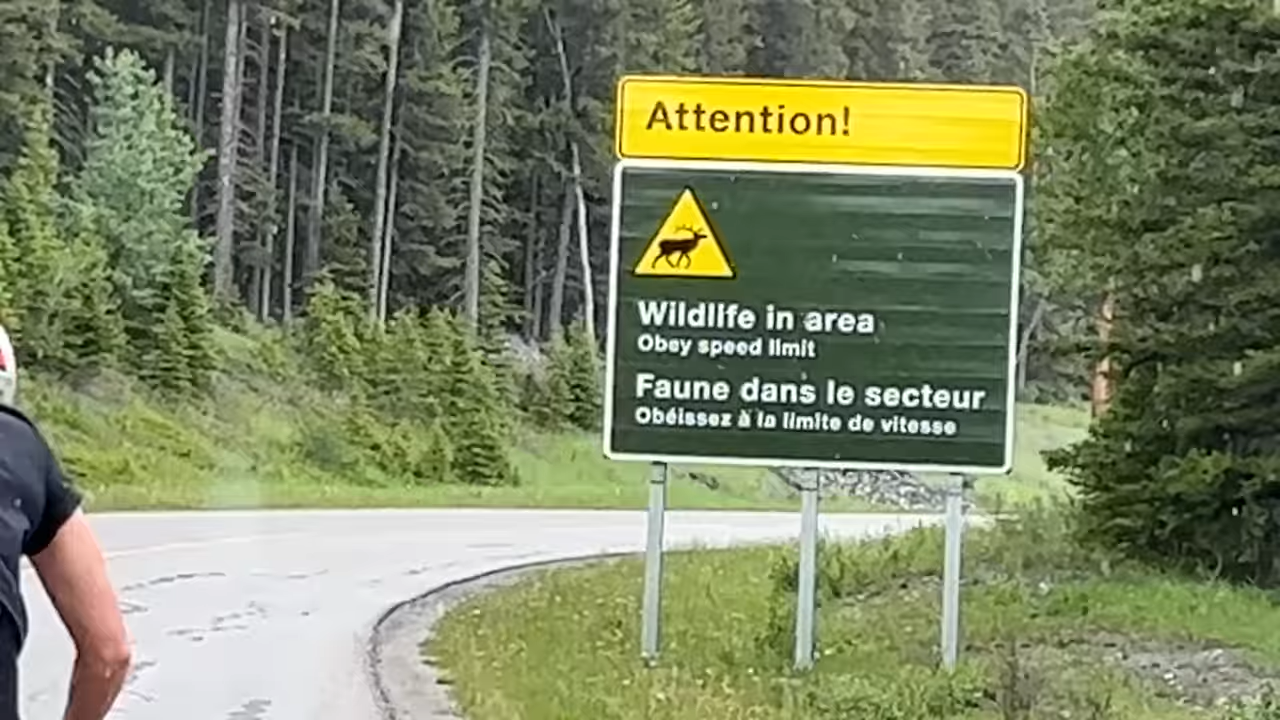 Attention!
Wildlife in area
Obey speed limit
Faune dans le secteur
Obéissez à la limite de vitesse